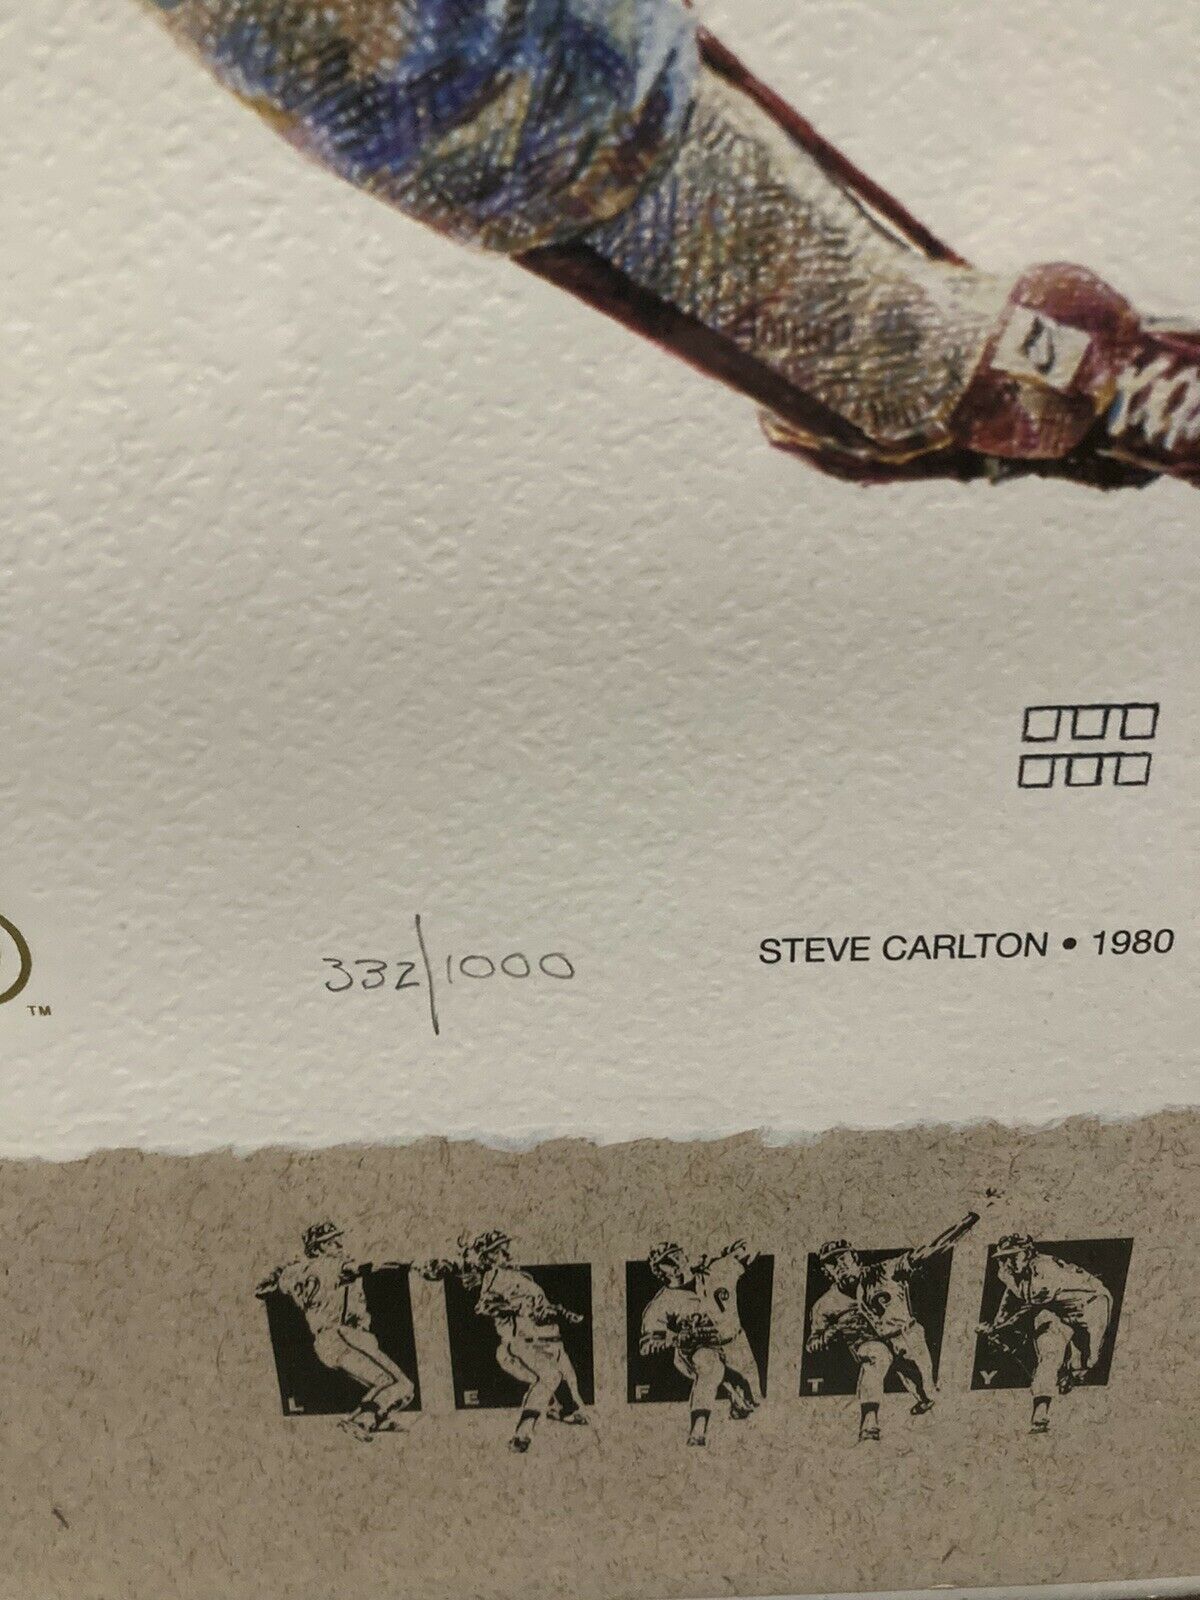 STEVE CARLTON • 1980
332/1000
TM
L E F T Y